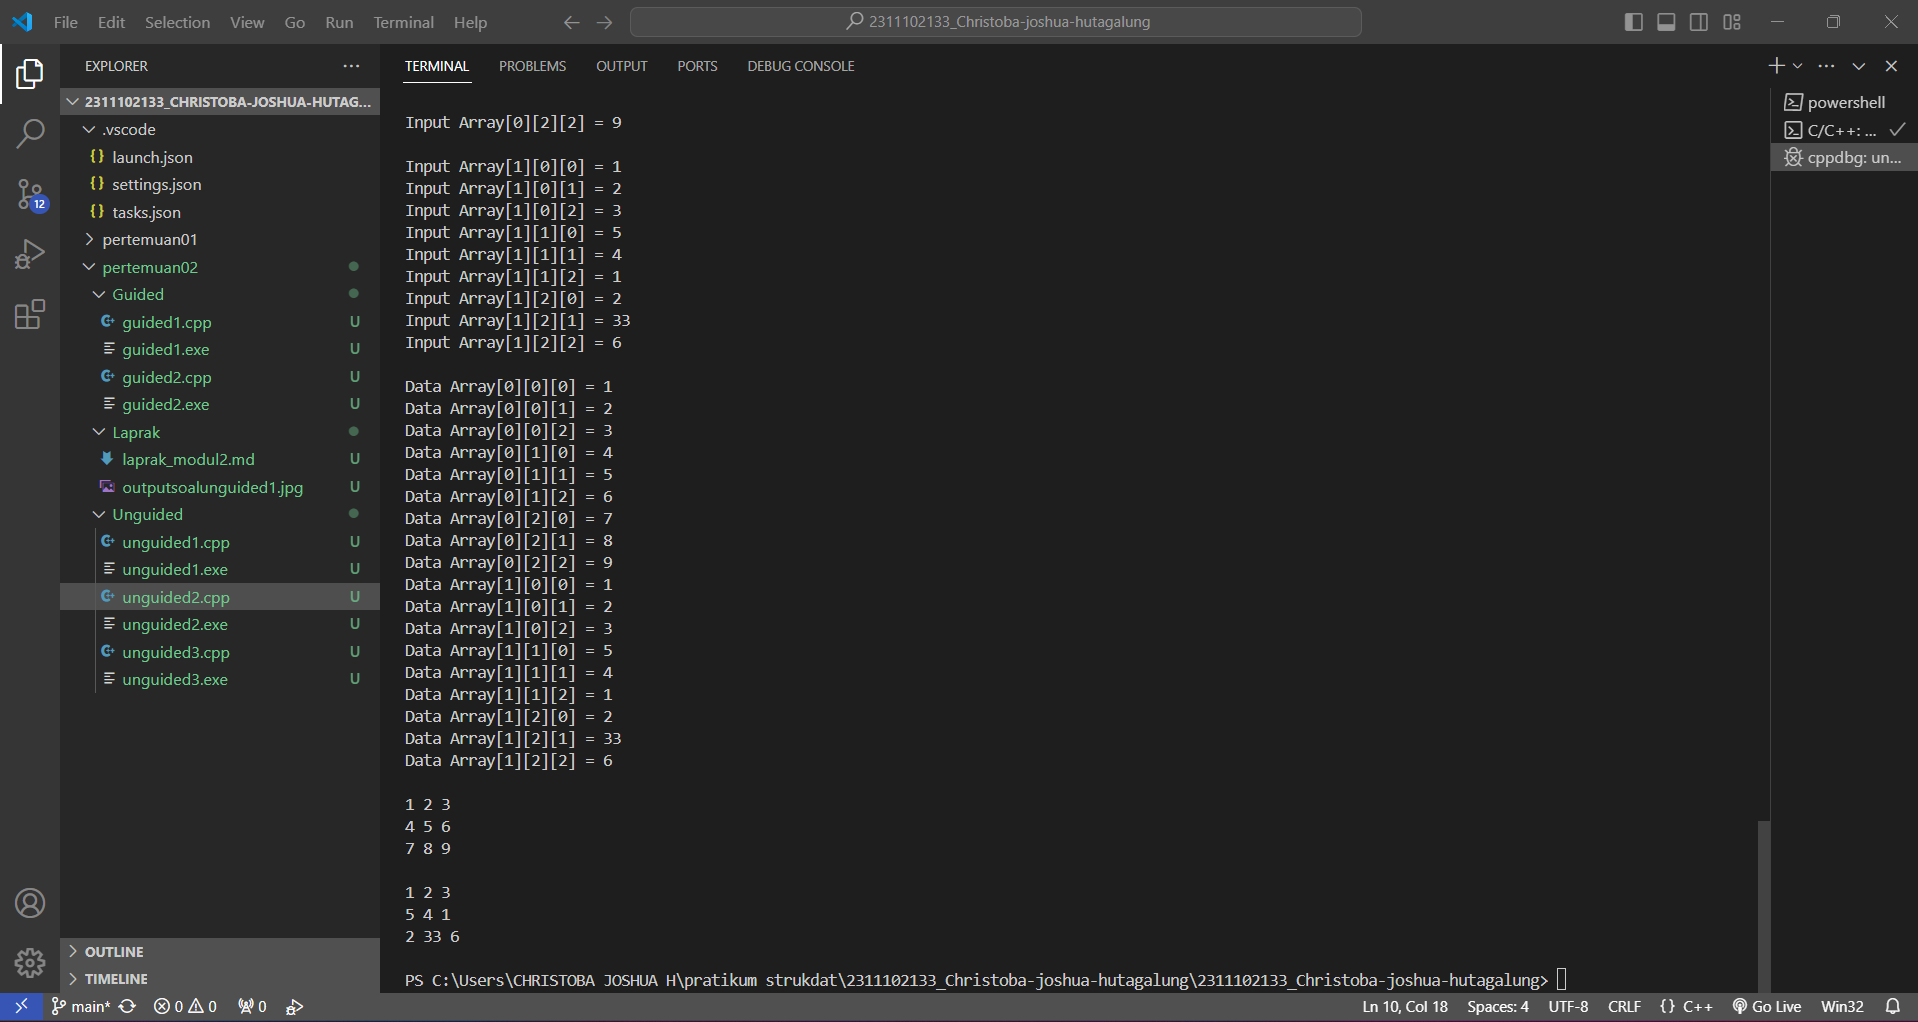 File Edit Selection View Go Run Terminal Help
2311102133_Christoba-joshua-hutagalung
EXPLORER
2311102133_CHRISTOBA-JOSHUA-HUTAG...
.vscode
{} launch.json
{} settings.json
{} tasks.json
pertemuan01
pertemuan02
Guided
guided1.cpp U
guided1.exe U
guided2.cpp U
guided2.exe U
Laprak
laprak_modul2.md U
outputsoalunguided1.jpg U
Unguided
unguided1.cpp U
unguided1.exe U
unguided2.cpp U
unguided2.exe U
unguided3.cpp U
unguided3.exe U
12
OUTLINE
TIMELINE
TERMINAL PROBLEMS OUTPUT PORTS DEBUG CONSOLE
Input Array[0][2][2] = 9
Input Array[1][0][0] = 1
Input Array[1][0][1] = 2
Input Array[1][0][2] = 3
Input Array[1][1][0] = 5
Input Array[1][1][1] = 4
Input Array[1][1][2] = 1
Input Array[1][2][0] = 2
Input Array[1][2][1] = 33
Input Array[1][2][2] = 6
Data Array[0][0][0] = 1
Data Array[0][0][1] = 2
Data Array[0][0][2] = 3
Data Array[0][1][0] = 4
Data Array[0][1][1] = 5
Data Array[0][1][2] = 6
Data Array[0][2][0] = 7
Data Array[0][2][1] = 8
Data Array[0][2][2] = 9
Data Array[1][0][0] = 1
Data Array[1][0][1] = 2
Data Array[1][0][2] = 3
Data Array[1][1][0] = 5
Data Array[1][1][1] = 4
Data Array[1][1][2] = 1
Data Array[1][2][0] = 2
Data Array[1][2][1] = 33
Data Array[1][2][2] = 6
1 2 3
4 5 6
7 8 9
1 2 3
5 4 1
2 33 6
PS C:\Users\CHRISTOBA JOSHUA H\pratikum strukdat\2311102133_Christoba-joshua-hutagalung\2311102133_Christoba-joshua-hutagalung>
powershell
C/C++: ...
cppdbg: un...
main* 0 0 0 Ln 10, Col 18 Spaces: 4 UTF-8 CRLF {} C++ Go Live Win32